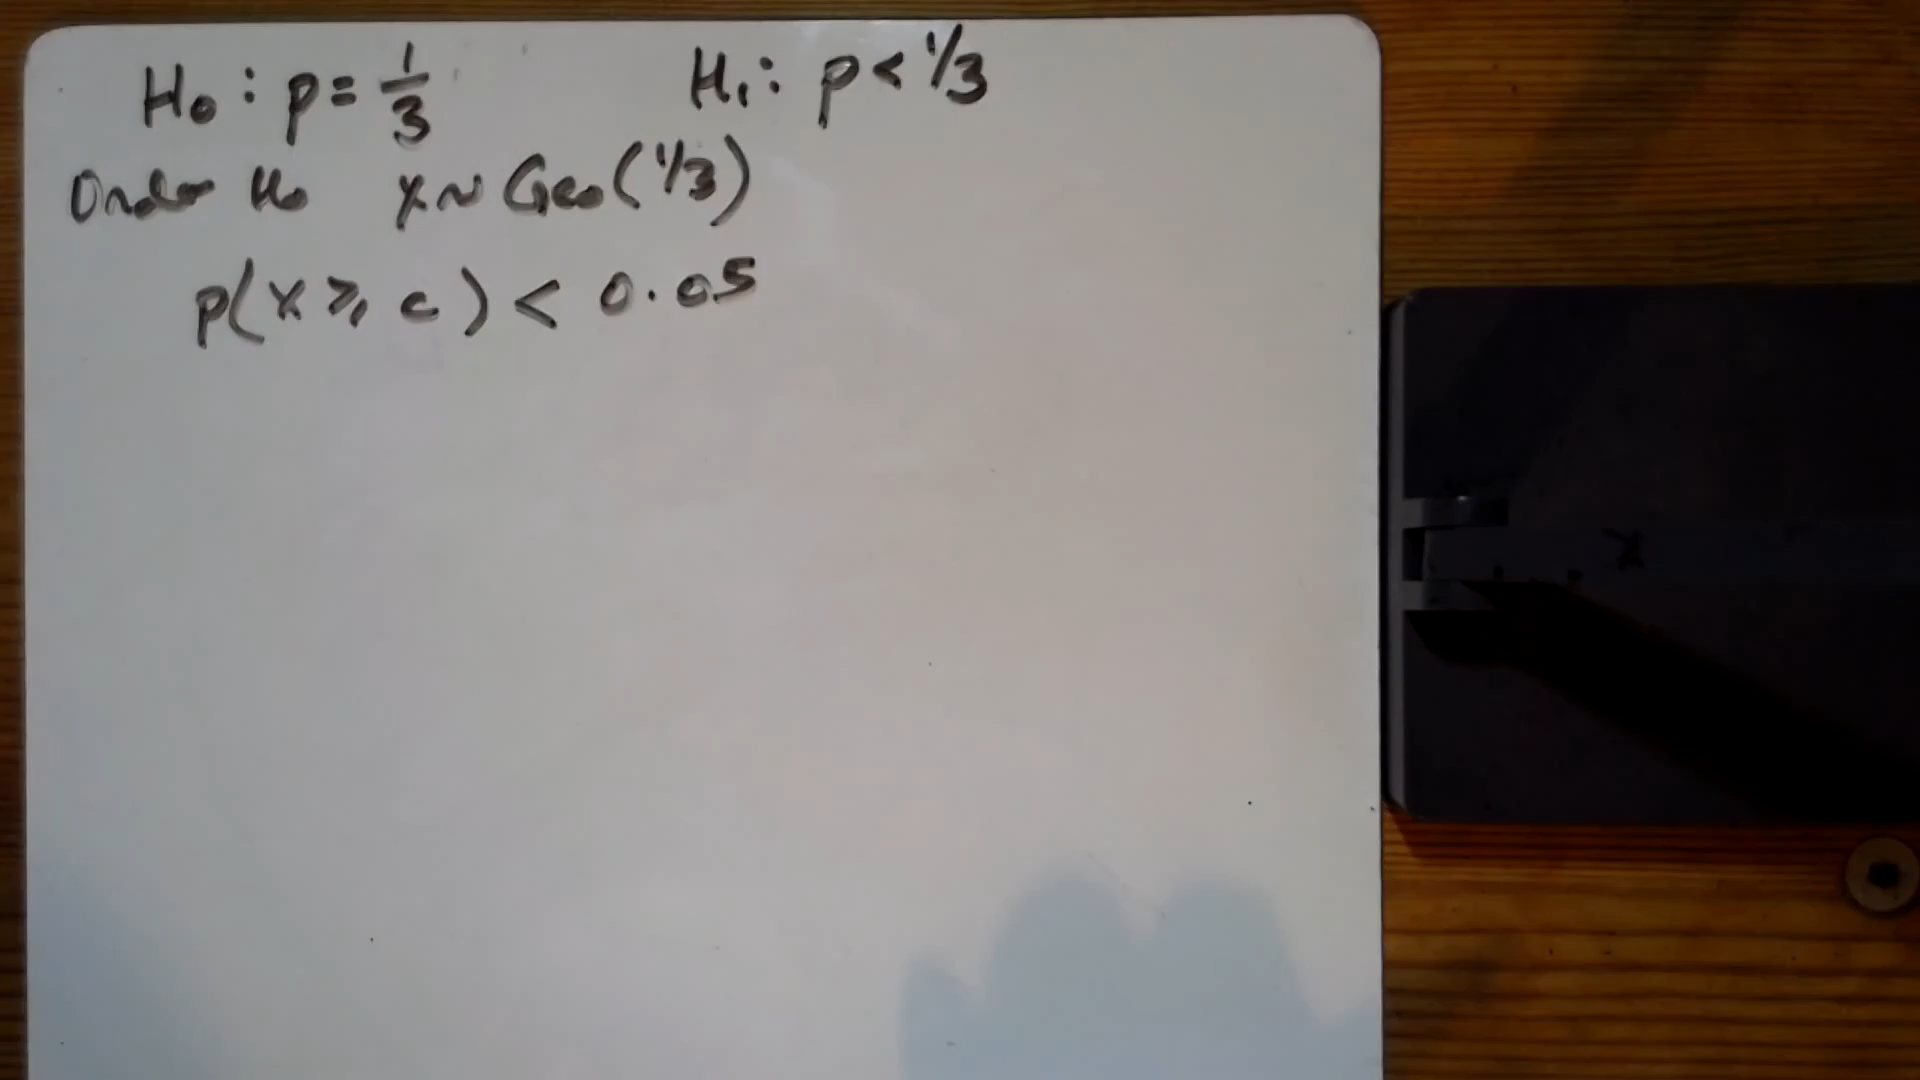 H₀ : p = 1/3 H₁ : p < 1/3
Under H₀ X ~ Geo(1/3)
P(X ⩾ c) < 0.05